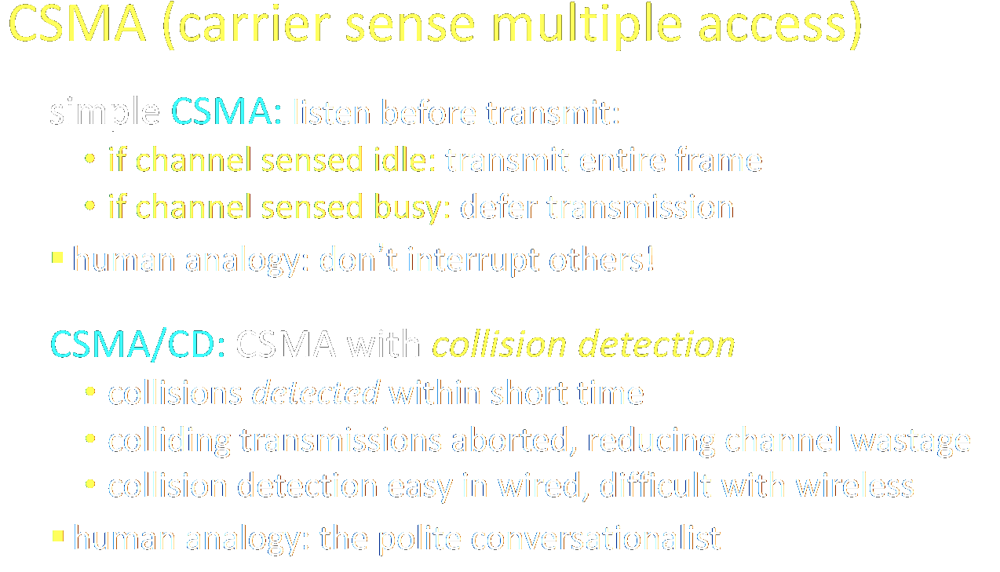 CSMA (carrier sense multiple access)
simple CSMA: listen before transmit:
• if channel sensed idle: transmit entire frame
• if channel sensed busy: defer transmission
▪ human analogy: don’t interrupt others!
CSMA/CD: CSMA with collision detection
• collisions detected within short time
• colliding transmissions aborted, reducing channel wastage
• collision detection easy in wired, difficult with wireless
▪ human analogy: the polite conversationalist